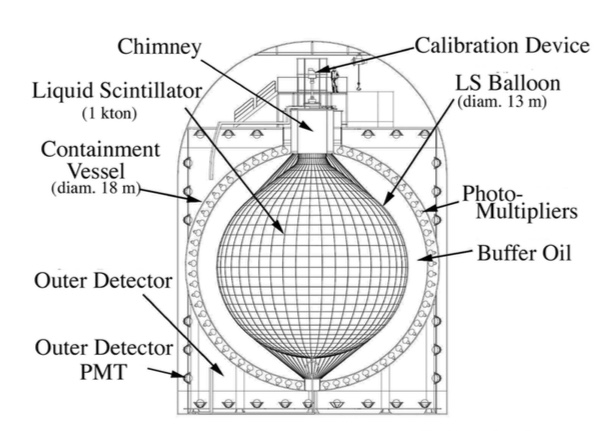 Chimney
Calibration Device
Liquid Scintillator
(1 kton)
LS Balloon
(diam. 13 m)
Containment
Vessel
(diam. 18 m)
Photo-
Multipliers
Buffer Oil
Outer Detector
Outer Detector
PMT